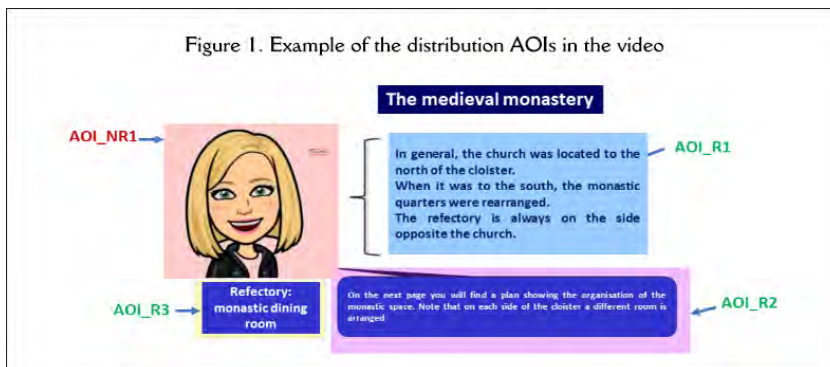 Figure 1. Example of the distribution AOIs in the video
The medieval monastery
AOI_NR1
AOI_R1
In general, the church was located to the
north of the cloister.
When it was to the south, the monastic
quarters were rearranged.
The refectory is always on the side
opposite the church.
AOI_R3
Refectory:
monastic dining
room
On the next page you will find a plan showing the organisation of the
monastic space. Note that on each side of the cloister a different room is
arranged
AOI_R2